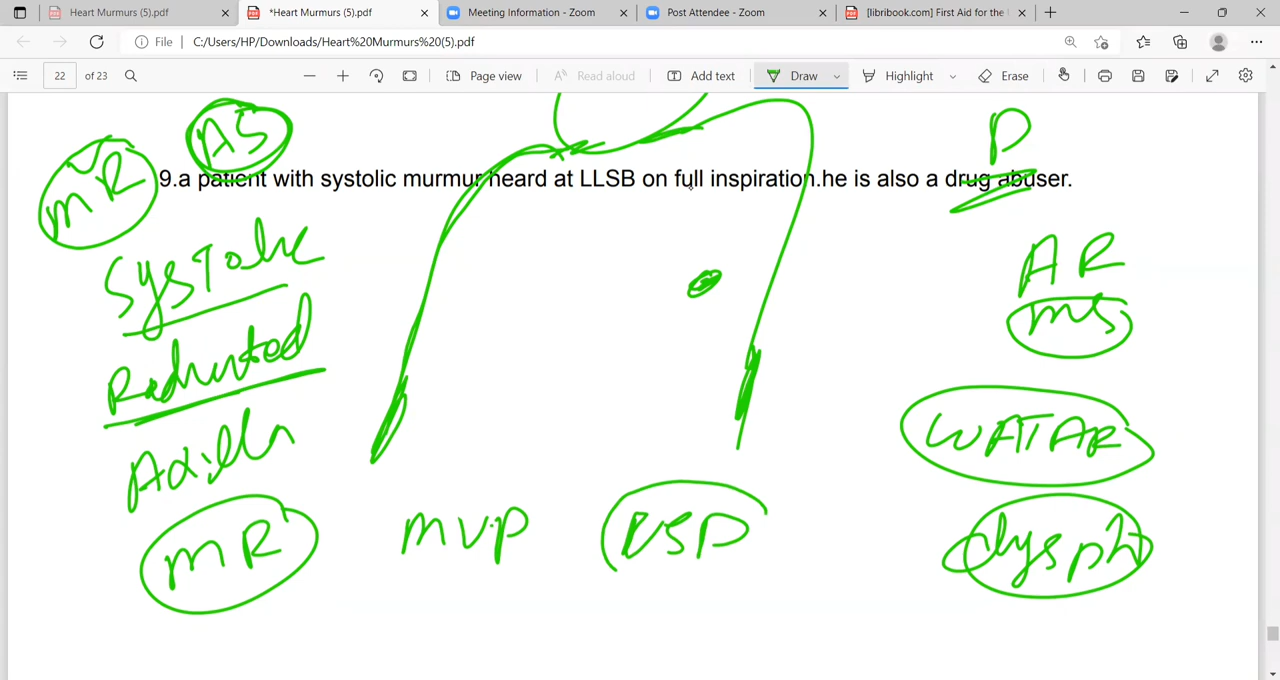 Heart Murmurs (5).pdf
*Heart Murmurs (5).pdf
Meeting Information - Zoom
Post Attendee - Zoom
[libribook.com] First Aid for the
File
C:/Users/HP/Downloads/Heart%20Murmurs%20(5).pdf
22 of 23
Page view
Read aloud
Add text
Draw
Highlight
Erase
AS
P
MR
9.a patient with systolic murmur heard at LLSB on full inspiration.he is also a drug abuser.
Systolic
AR
MS
Radiated
WATAR
Axilla
MR
MVP
VSD